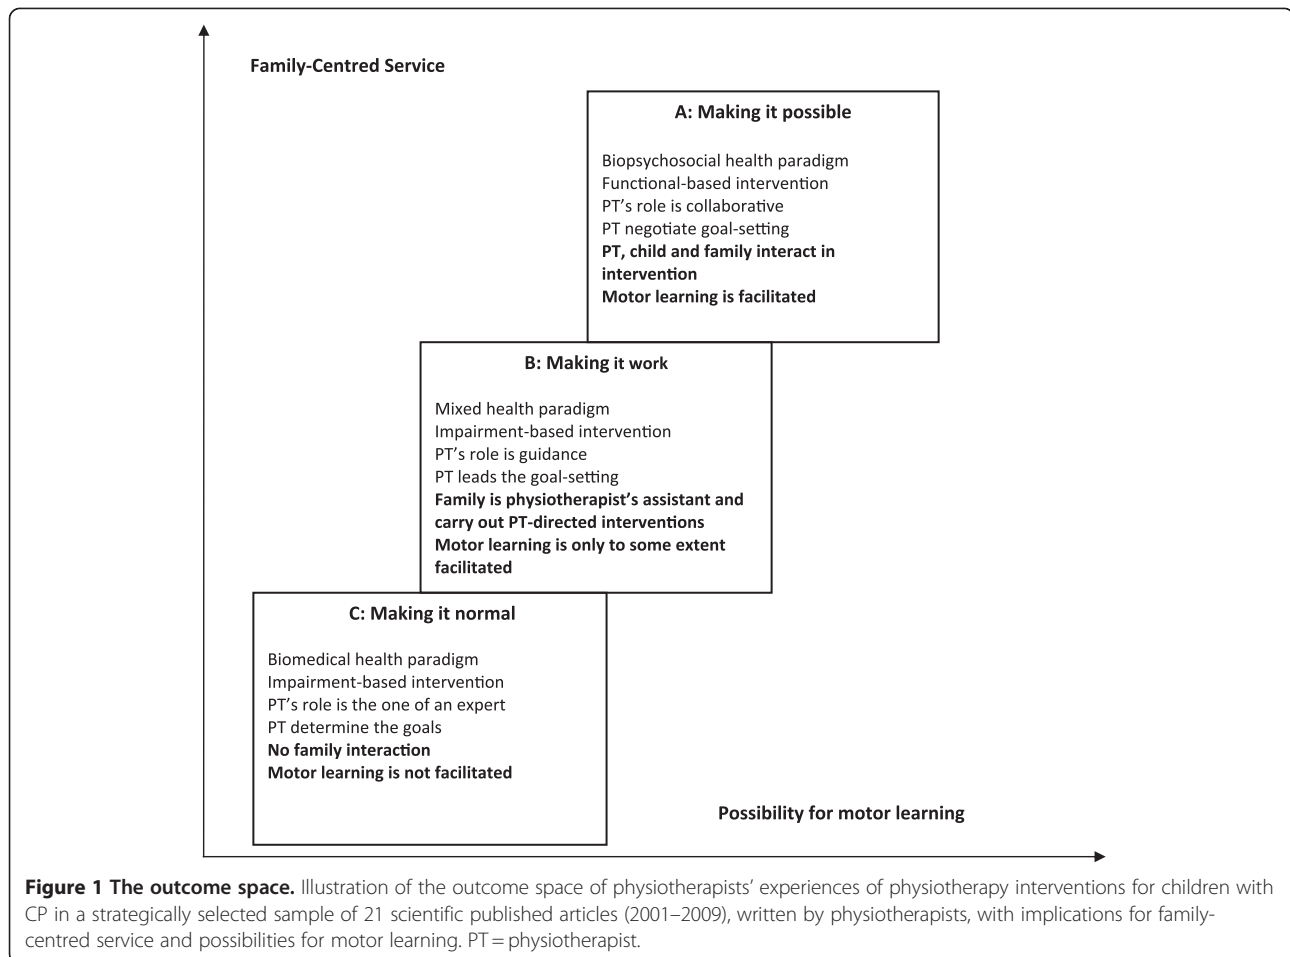 Family-Centred Service
A: Making it possible
Biopsychosocial health paradigm
Functional-based intervention
PT's role is collaborative
PT negotiate goal-setting
PT, child and family interact in
intervention
Motor learning is facilitated
B: Making it work
Mixed health paradigm
Impairment-based intervention
PT's role is guidance
PT leads the goal-setting
Family is physiotherapist's assistant and
carry out PT-directed interventions
Motor learning is only to some extent
facilitated
C: Making it normal
Biomedical health paradigm
Impairment-based intervention
PT's role is the one of an expert
PT determine the goals
No family interaction
Motor learning is not facilitated
Possibility for motor learning
Figure 1 The outcome space. Illustration of the outcome space of physiotherapists' experiences of physiotherapy interventions for children with
CP in a strategically selected sample of 21 scientific published articles (2001–2009), written by physiotherapists, with implications for family-
centred service and possibilities for motor learning. PT = physiotherapist.